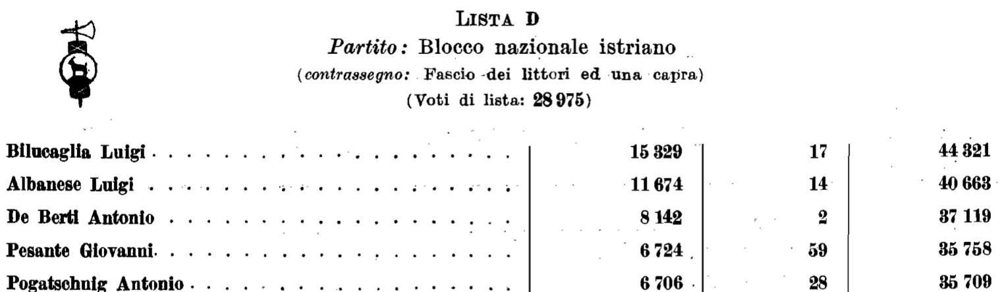 LISTA D
Partito: Blocco nazionale istriano
(contrassegno: Fascio dei littori ed una capra)
(Voti di lista: 28 975)
Bilucaglia Luigi . . . . . . . . . . . . . . . . . . . . 15 329 17 44 321
Albanese Luigi . . . . . . . . . . . . . . . . . . . . 11 674 14 40 663
De Berti Antonio . . . . . . . . . . . . . . . . . . . 8 142 2 37 119
Pesante Giovanni. . . . . . . . . . . . . . . . . . . . 6 724 59 35 758
Pogatschnig Antonio . . . . . . . . . . . . . . . . . . 6 706 28 35 709